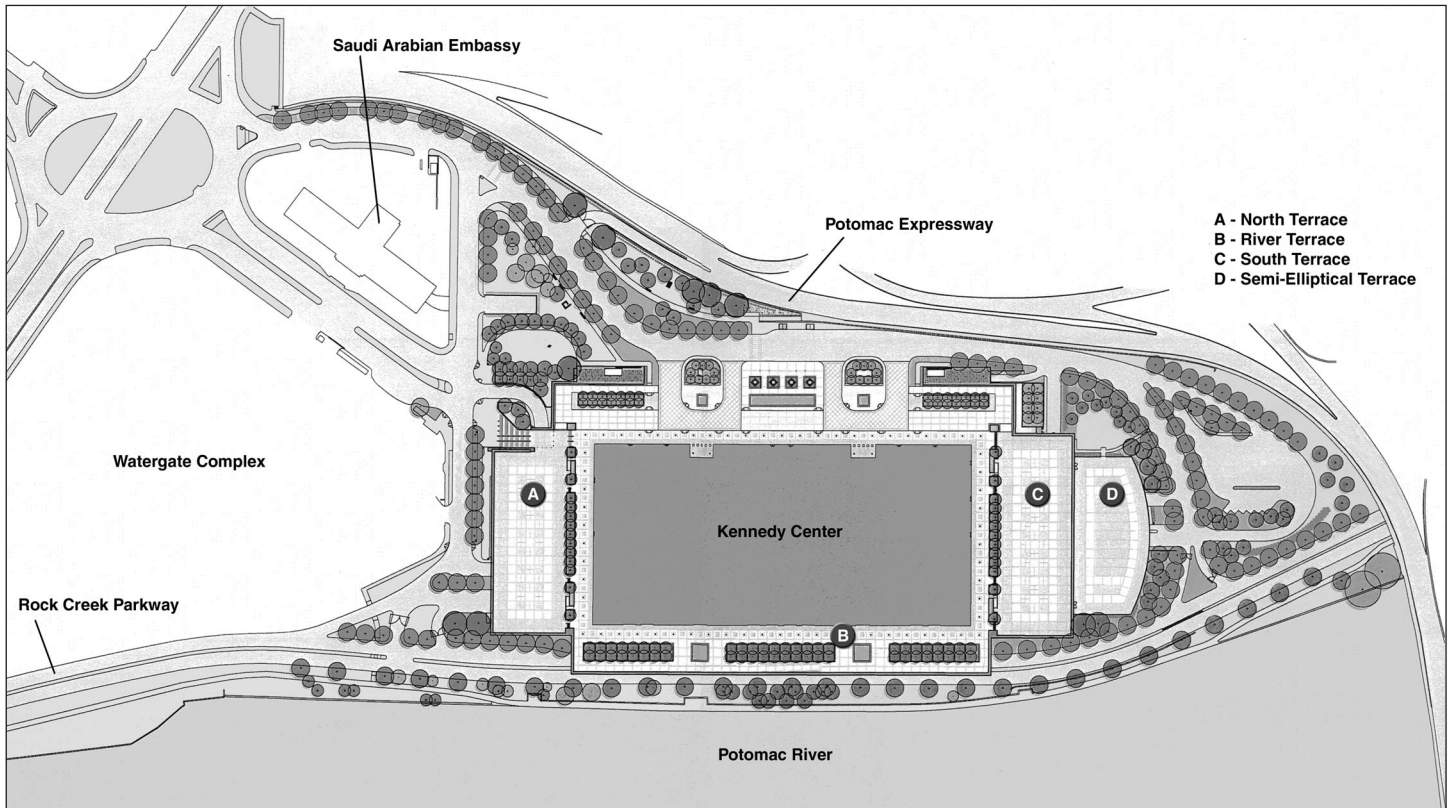 Saudi Arabian Embassy
Potomac Expressway
A - North Terrace
B - River Terrace
C - South Terrace
D - Semi-Elliptical Terrace
Watergate Complex
A
C
D
Kennedy Center
Rock Creek Parkway
B
Potomac River